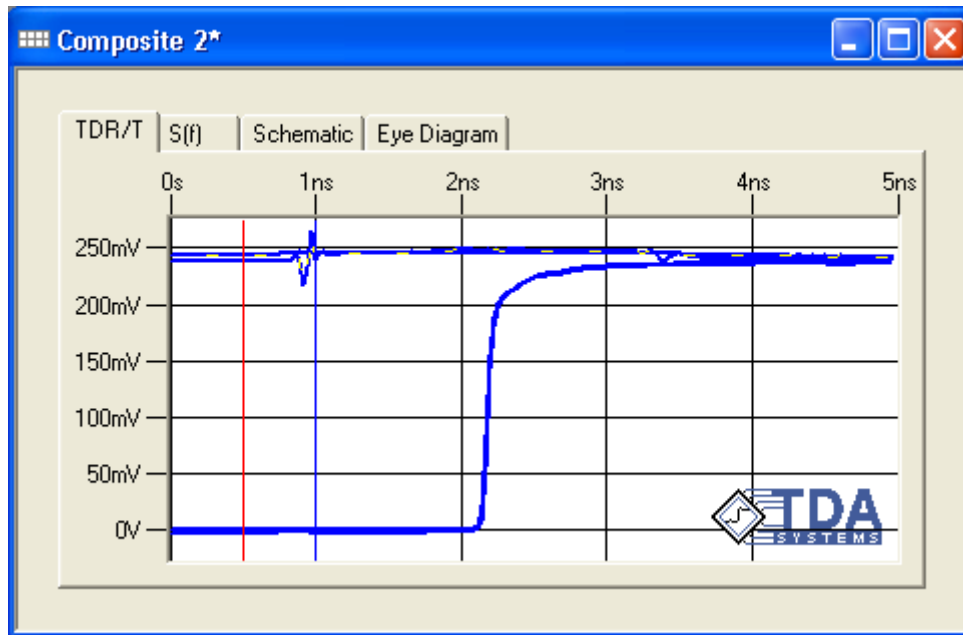 Composite 2*
TDR/T S(f) Schematic Eye Diagram
0s 1ns 2ns 3ns 4ns 5ns
250mV
200mV
150mV
100mV
50mV
0V
TDA
SYSTEMS